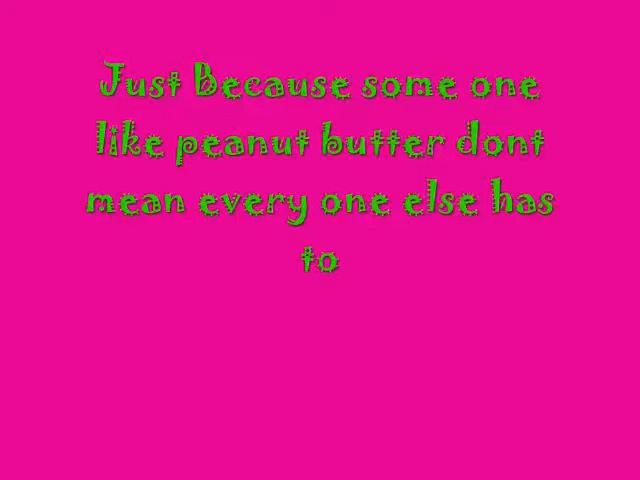 Just Because some one
like peanut butter dont
mean every one else has
to